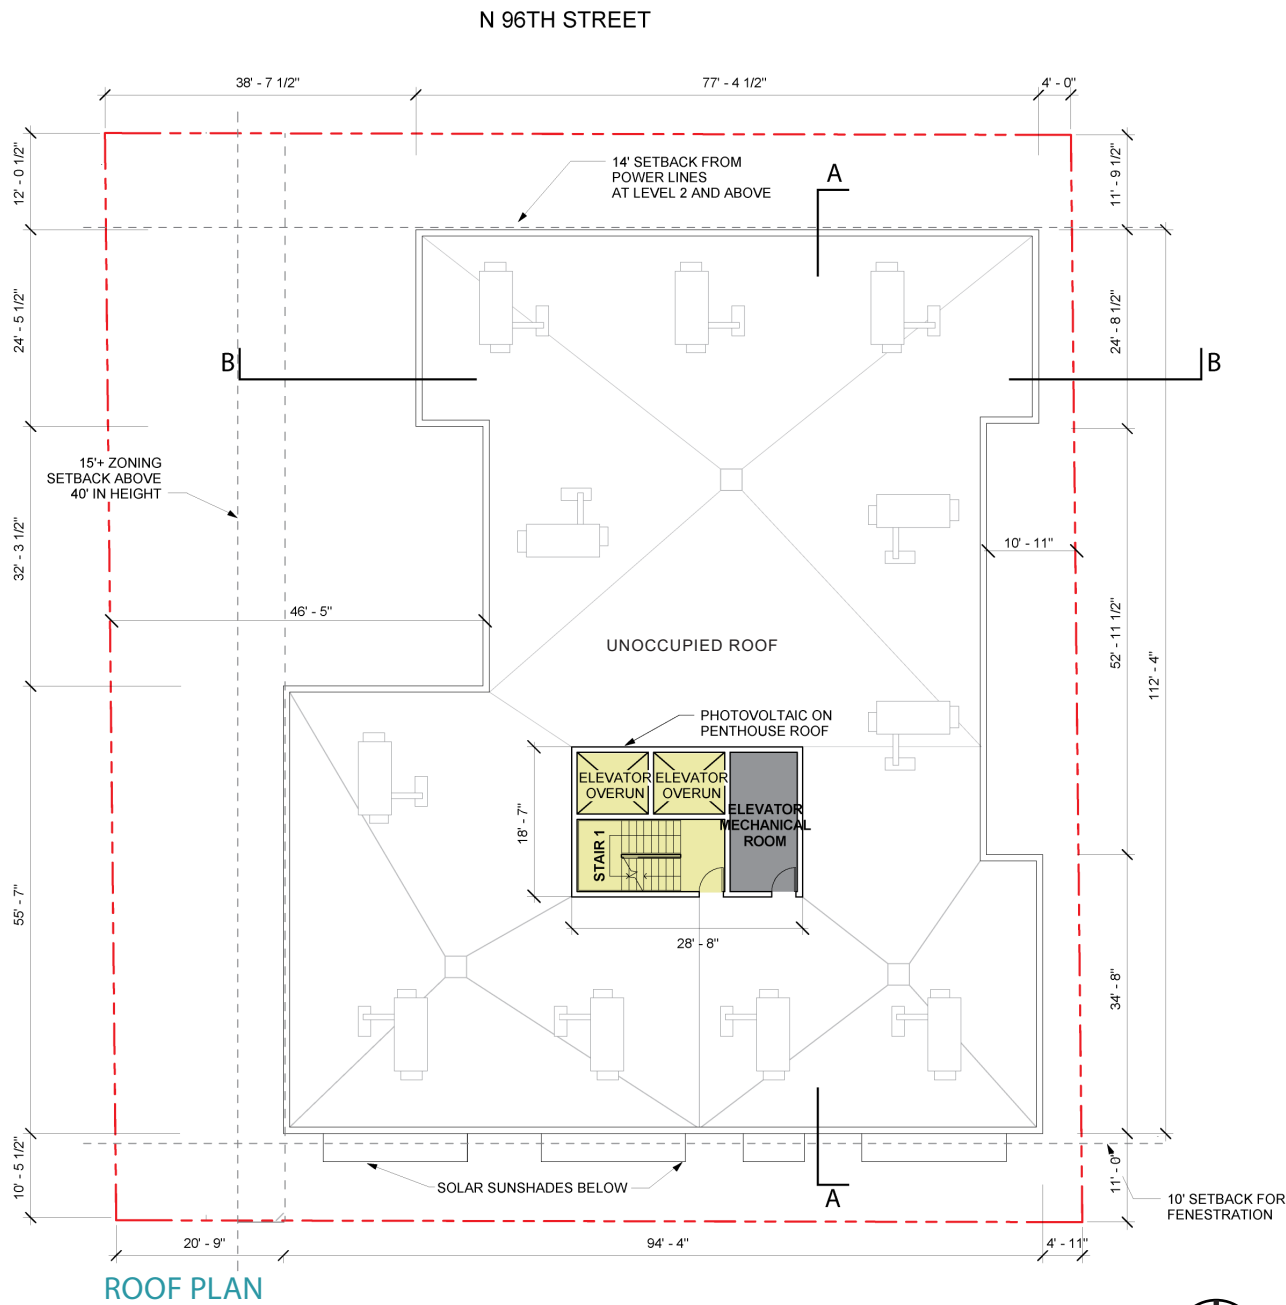 N 96TH STREET
38' - 7 1/2"
77' - 4 1/2"
4' - 0"
12' - 0 1/2"
11' - 9 1/2"
14' SETBACK FROM
POWER LINES
AT LEVEL 2 AND ABOVE
A
24' - 5 1/2"
24' - 8 1/2"
B
B
15'+ ZONING
SETBACK ABOVE
40' IN HEIGHT
32' - 3 1/2"
10' - 11"
46' - 5"
UNOCCUPIED ROOF
52' - 11 1/2"
112' - 4"
PHOTOVOLTAIC ON
PENTHOUSE ROOF
ELEVATOR
OVERUN
ELEVATOR
OVERUN
ELEVATOR
MECHANICAL
ROOM
18' - 7"
STAIR 1
55' - 7"
28' - 8"
34' - 8"
10' - 5 1/2"
11' - 0"
SOLAR SUNSHADES BELOW
A
10' SETBACK FOR
FENESTRATION
20' - 9"
94' - 4"
4' - 11"
ROOF PLAN